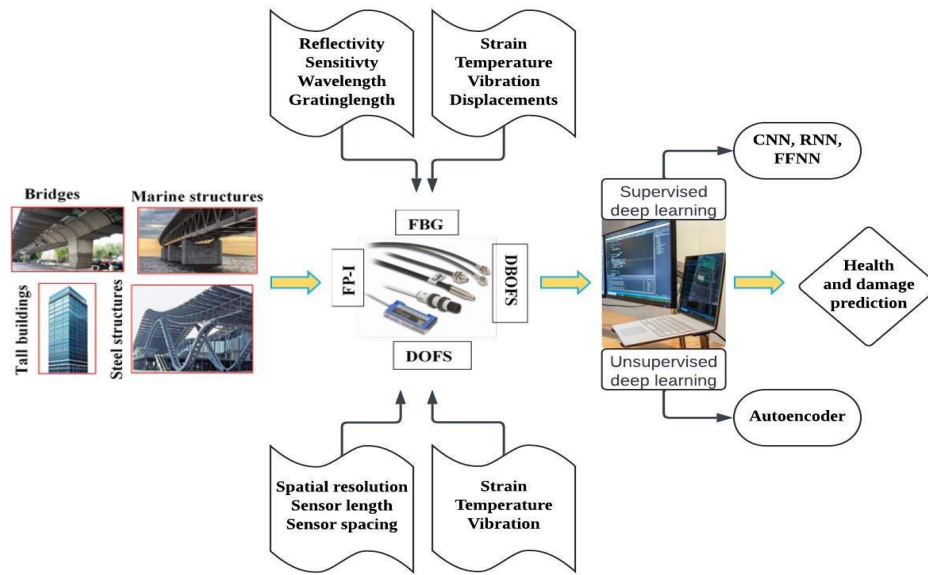 Reflectivity
Sensitivty
Wavelength
Gratinglength
Strain
Temperature
Vibration
Displacements
CNN, RNN,
FFNN
Bridges
Marine structures
Supervised
deep learning
FBG
FP-I
DBOFS
DOFS
Tall buildings
Steel structures
Health
and damage
prediction
Unsupervised
deep learning
Autoencoder
Spatial resolution
Sensor length
Sensor spacing
Strain
Temperature
Vibration